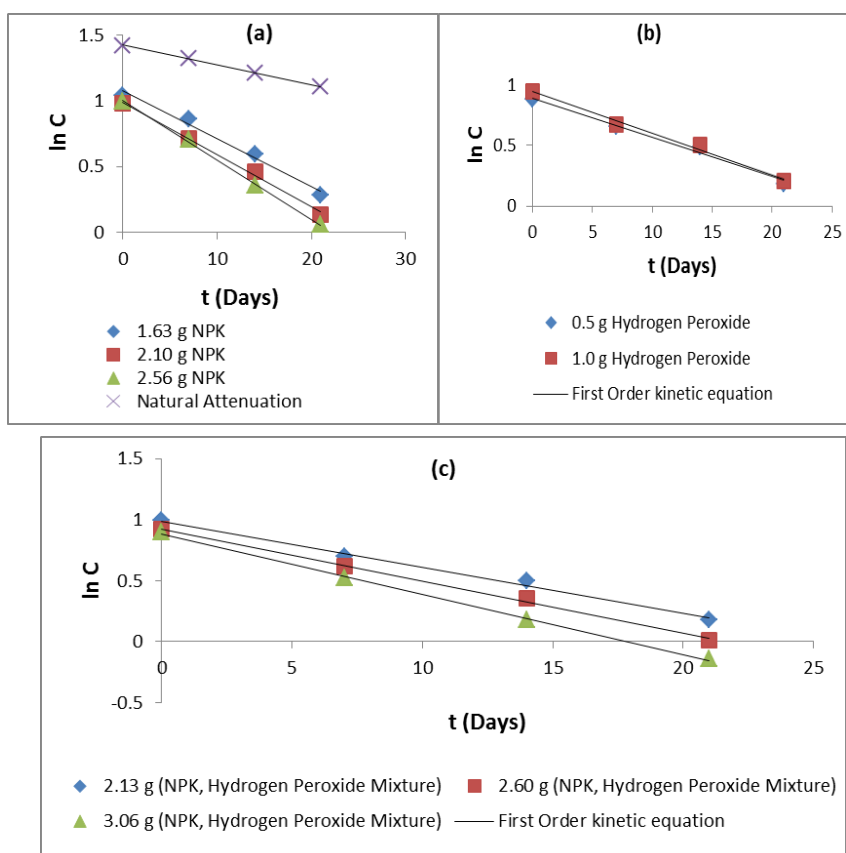 (a)
1.5
1
0.5
0
ln C
0 10 20 30
t (Days)
1.63 g NPK
2.10 g NPK
2.56 g NPK
Natural Attenuation
(b)
1
0.5
0
ln C
0 5 10 15 20 25
t (Days)
0.5 g Hydrogen Peroxide
1.0 g Hydrogen Peroxide
First Order kinetic equation
(c)
1.5
1
0.5
0
-0.5
ln C
0 5 10 15 20 25
t (Days)
2.13 g (NPK, Hydrogen Peroxide Mixture) 2.60 g (NPK, Hydrogen Peroxide Mixture)
3.06 g (NPK, Hydrogen Peroxide Mixture) First Order kinetic equation